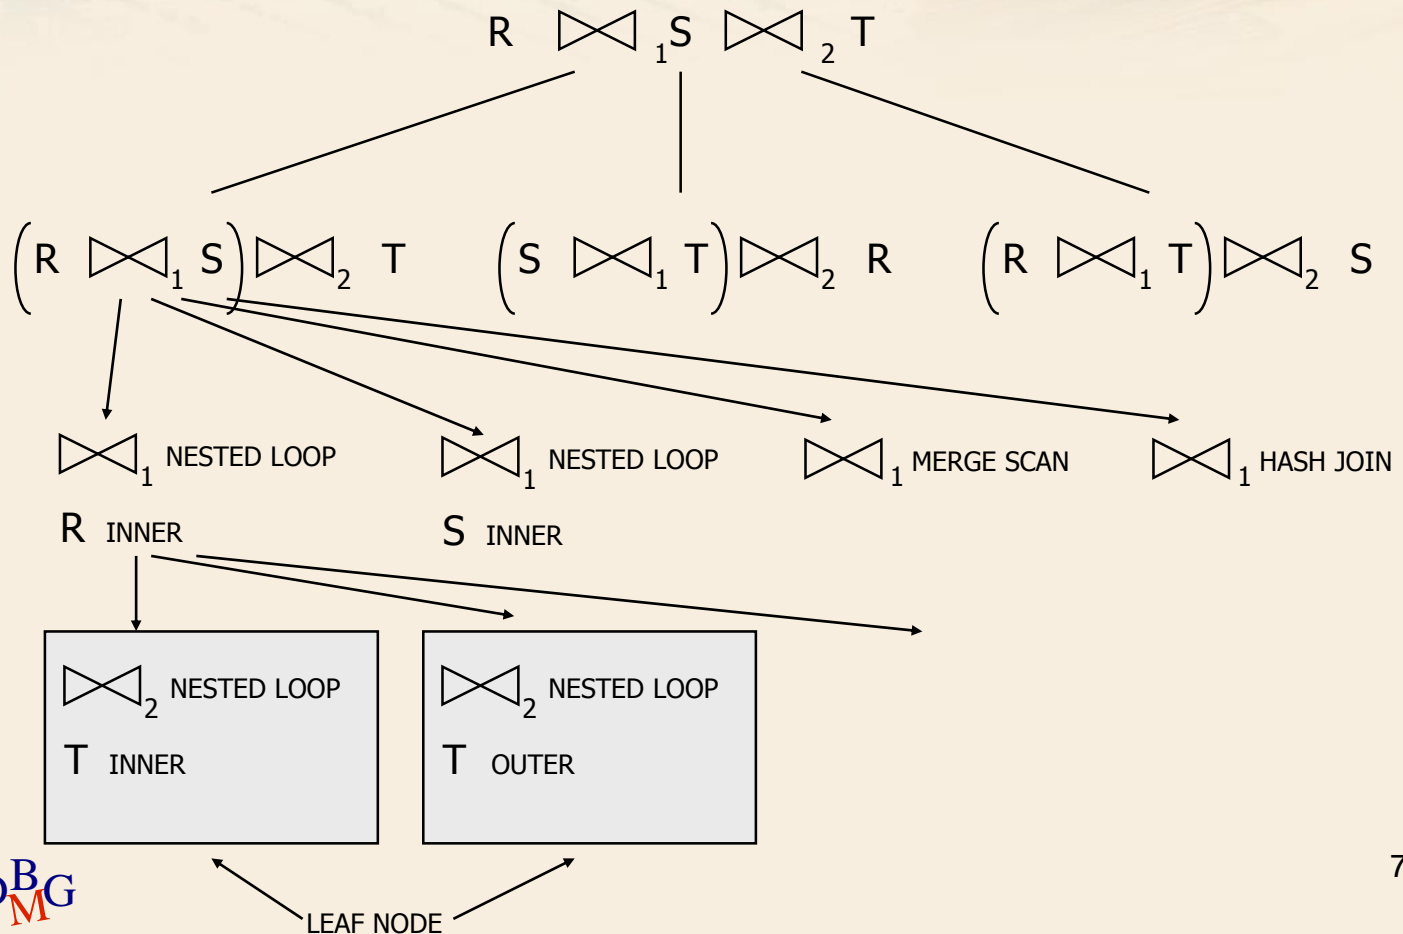 R ⋈ 1 S ⋈ 2 T
(R ⋈ 1 S) ⋈ 2 T
(S ⋈ 1 T) ⋈ 2 R
(R ⋈ 1 T) ⋈ 2 S
⋈ 1 NESTED LOOP
⋈ 1 NESTED LOOP
⋈ 1 MERGE SCAN
⋈ 1 HASH JOIN
R INNER
S INNER
⋈ 2 NESTED LOOP
⋈ 2 NESTED LOOP
T INNER
T OUTER
BMG
7
LEAF NODE